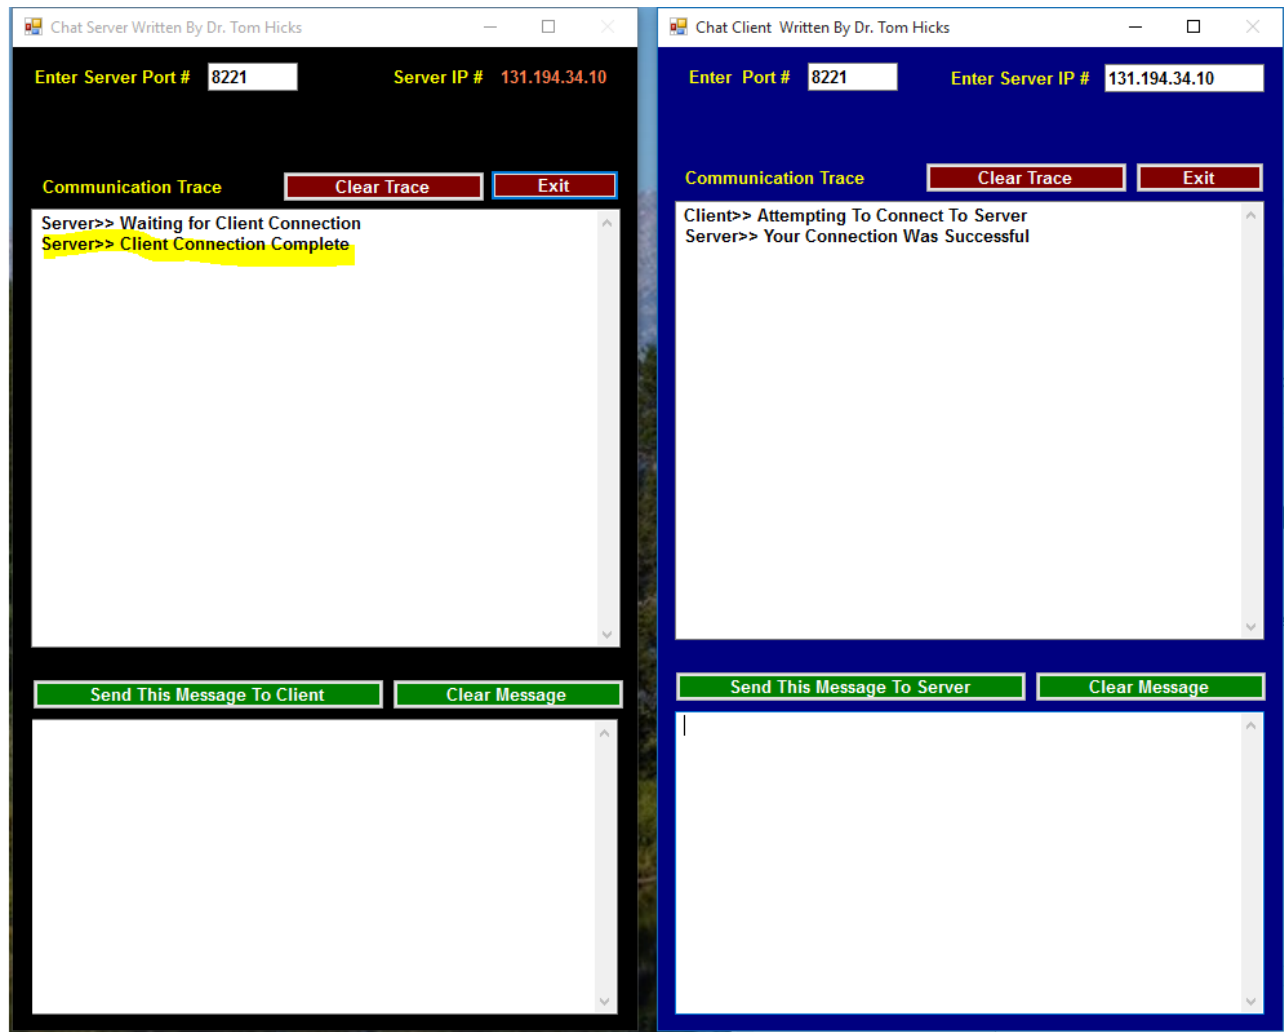 Chat Server Written By Dr. Tom Hicks
Enter Server Port # 8221 Server IP # 131.194.34.10
Communication Trace Clear Trace Exit
Server>> Waiting for Client Connection
Server>> Client Connection Complete
Send This Message To Client Clear Message
Chat Client  Written By Dr. Tom Hicks
Enter  Port # 8221 Enter Server IP # 131.194.34.10
Communication Trace Clear Trace Exit
Client>> Attempting To Connect To Server
Server>> Your Connection Was Successful
Send This Message To Server Clear Message